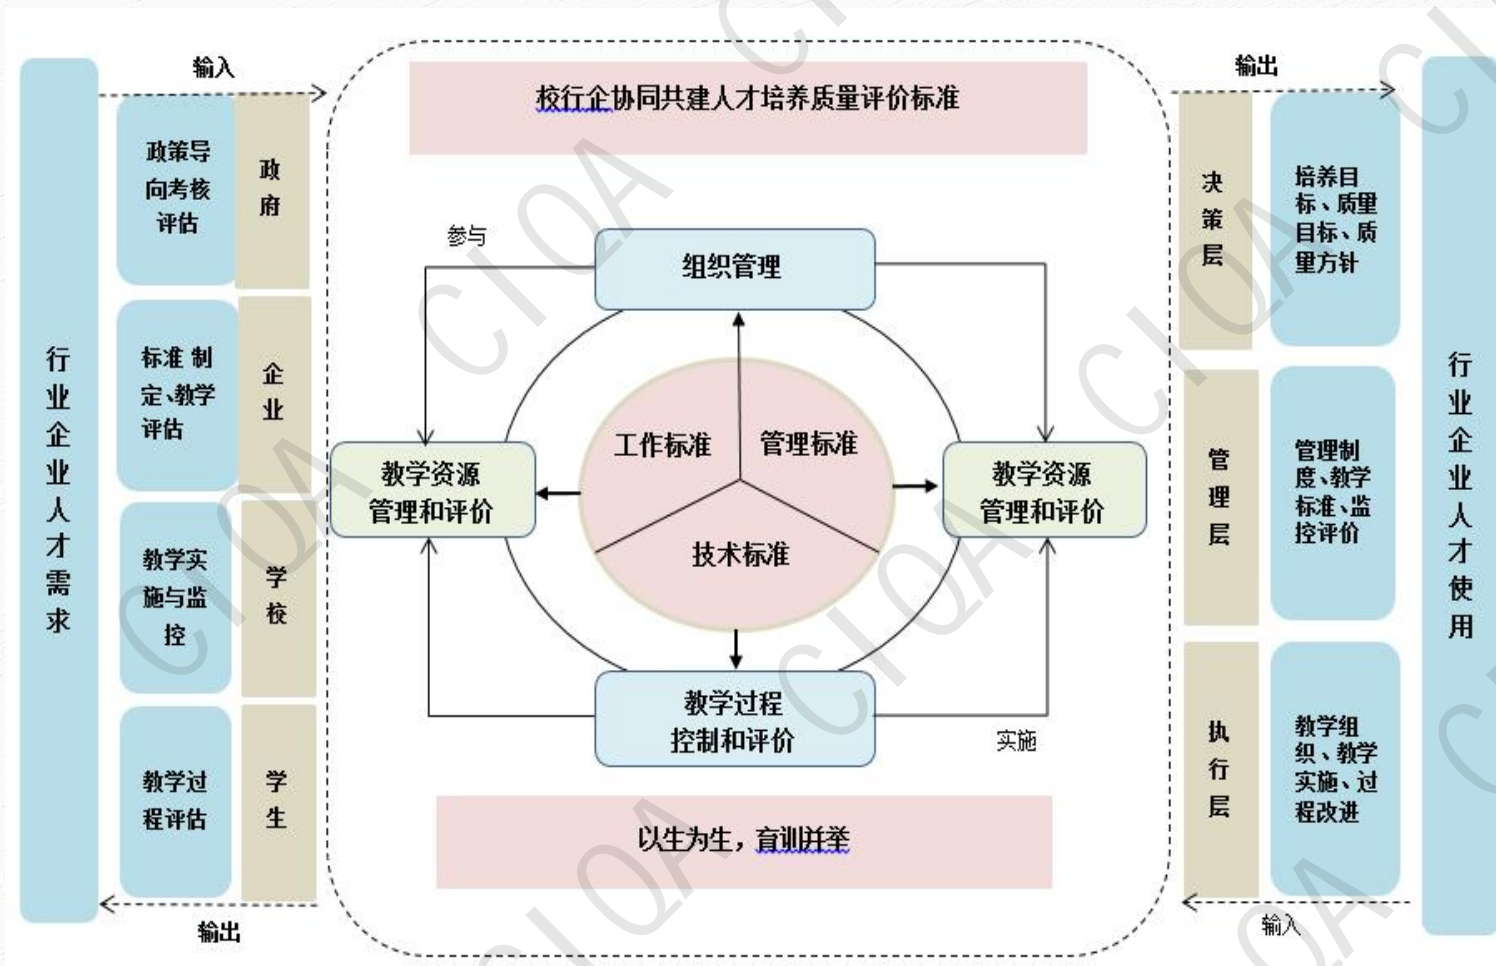 输入
输出
校行企协同共建人才培养质量评价标准
行业企业人才需求
政策导
向考核
评估
政府
标准 制
定、教学
评估
企业
教学实
施与监
控
学校
教学过
程评估
学生
输出
参与
组织管理
工作标准
管理标准
技术标准
教学资源
管理和评价
教学资源
管理和评价
教学过程
控制和评价
实施
以生为生，育训并举
决策层
培养目
标、质量
目标、质
量方针
管理层
管理制
度、教学
标准、监
控评价
执行层
教学组
织、教学
实施、过
程改进
输入
行业企业人才使用
CIQA
CIQA
CIQA
CIQA
CIQA